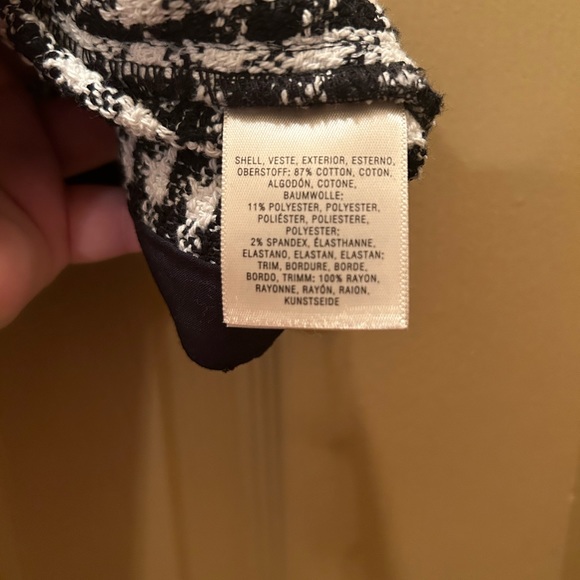 SHELL, VESTE, EXTERIOR, ESTERNO,
OBERSTOFF: 87% COTTON, COTON,
ALGODÓN, COTONE,
BAUMWOLLE;
11% POLYESTER, POLYESTER,
POLIÉSTER, POLIESTERE,
POLYESTER;
2% SPANDEX, ÉLASTHANNE,
ELASTANO, ELASTAN, ELASTAN;
TRIM, BORDURE, BORDE,
BORDO, TRIMM: 100% RAYON,
RAYONNE, RAYÓN, RAION,
KUNSTSEIDE